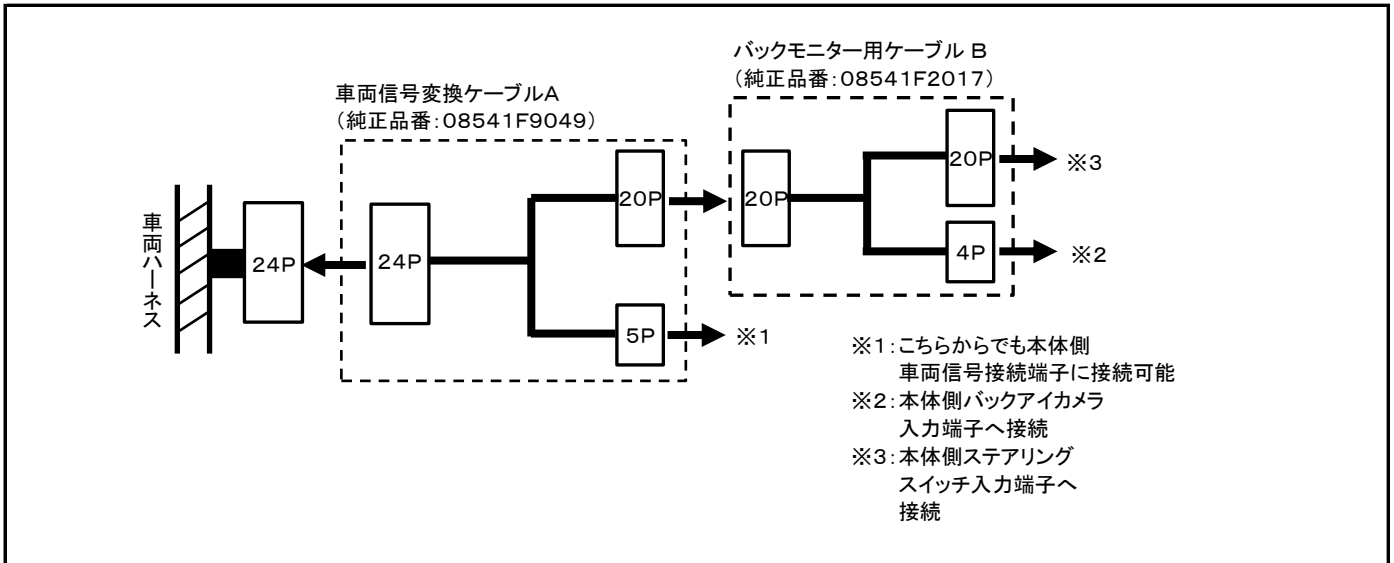 バックモニター用ケーブル B
（純正品番：08541F2017）
車両信号変換ケーブルA
（純正品番：08541F9049）
車両ハーネス
24P
24P
20P
5P
※1
20P
20P
※3
4P
※2
※1：こちらからでも本体側
車両信号接続端子に接続可能
※2：本体側バックアイカメラ
入力端子へ接続
※3：本体側ステアリング
スイッチ入力端子へ
接続